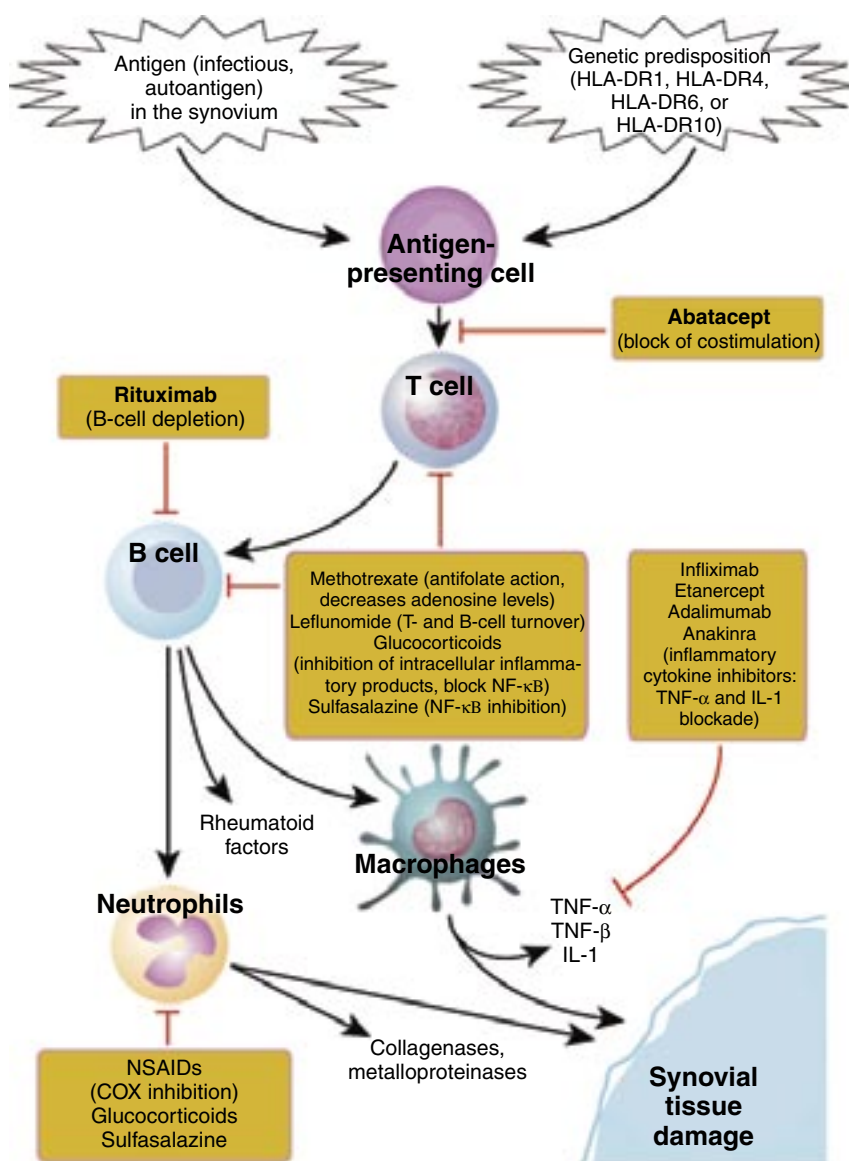 Antigen (infectious,
autoantigen)
in the synovium
Genetic predisposition
(HLA-DR1, HLA-DR4,
HLA-DR6, or
HLA-DR10)
Antigen-
presenting cell
Abatacept
(block of costimulation)
T cell
Rituximab
(B-cell depletion)
B cell
Methotrexate (antifolate action,
decreases adenosine levels)
Leflunomide (T- and B-cell turnover)
Glucocorticoids
(inhibition of intracellular inflamma-
tory products, block NF-κB)
Sulfasalazine (NF-κB inhibition)
Infliximab
Etanercept
Adalimumab
Anakinra
(inflammatory
cytokine inhibitors:
TNF-α and IL-1
blockade)
Rheumatoid
factors
Macrophages
Neutrophils
TNF-α
TNF-β
IL-1
Collagenases,
metalloproteinases
NSAIDs
(COX inhibition)
Glucocorticoids
Sulfasalazine
Synovial
tissue
damage